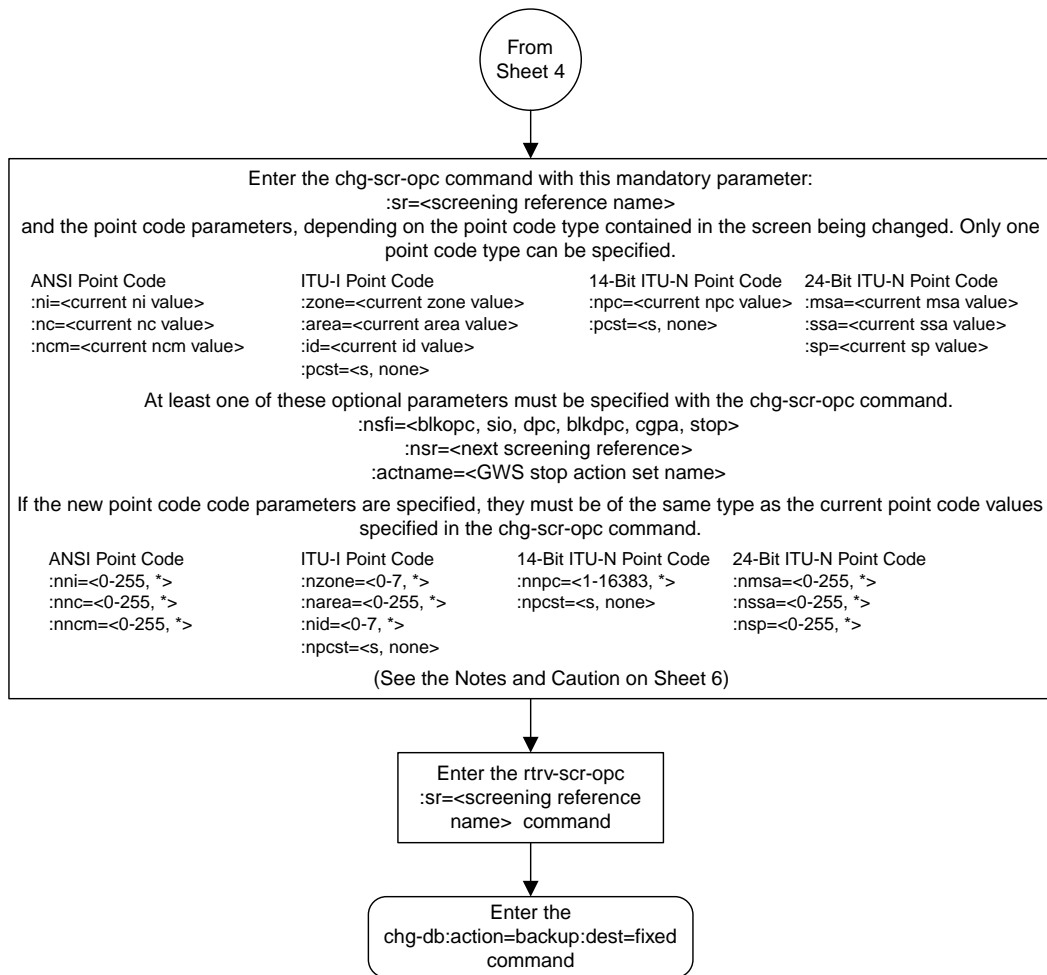 From
Sheet 4
Enter the chg-scr-opc command with this mandatory parameter:
:sr=<screening reference name>
and the point code parameters, depending on the point code type contained in the screen being changed. Only one
point code type can be specified.
ANSI Point Code
:ni=<current ni value>
:nc=<current nc value>
:ncm=<current ncm value>
ITU-I Point Code
:zone=<current zone value>
:area=<current area value>
:id=<current id value>
:pcst=<s, none>
14-Bit ITU-N Point Code
:npc=<current npc value>
:pcst=<s, none>
24-Bit ITU-N Point Code
:msa=<current msa value>
:ssa=<current ssa value>
:sp=<current sp value>
At least one of these optional parameters must be specified with the chg-scr-opc command.
:nsfi=<blkopc, sio, dpc, blkdpc, cgpa, stop>
:nsr=<next screening reference>
:actname=<GWS stop action set name>
If the new point code code parameters are specified, they must be of the same type as the current point code values
specified in the chg-scr-opc command.
ANSI Point Code
:nni=<0-255, *>
:nnc=<0-255, *>
:nncm=<0-255, *>
ITU-I Point Code
:nzone=<0-7, *>
:narea=<0-255, *>
:nid=<0-7, *>
:npcst=<s, none>
14-Bit ITU-N Point Code
:nnpc=<1-16383, *>
:npcst=<s, none>
24-Bit ITU-N Point Code
:nmsa=<0-255, *>
:nssa=<0-255, *>
:nsp=<0-255, *>
(See the Notes and Caution on Sheet 6)
Enter the rtrv-scr-opc
:sr=<screening reference
name> command
Enter the
chg-db:action=backup:dest=fixed
command